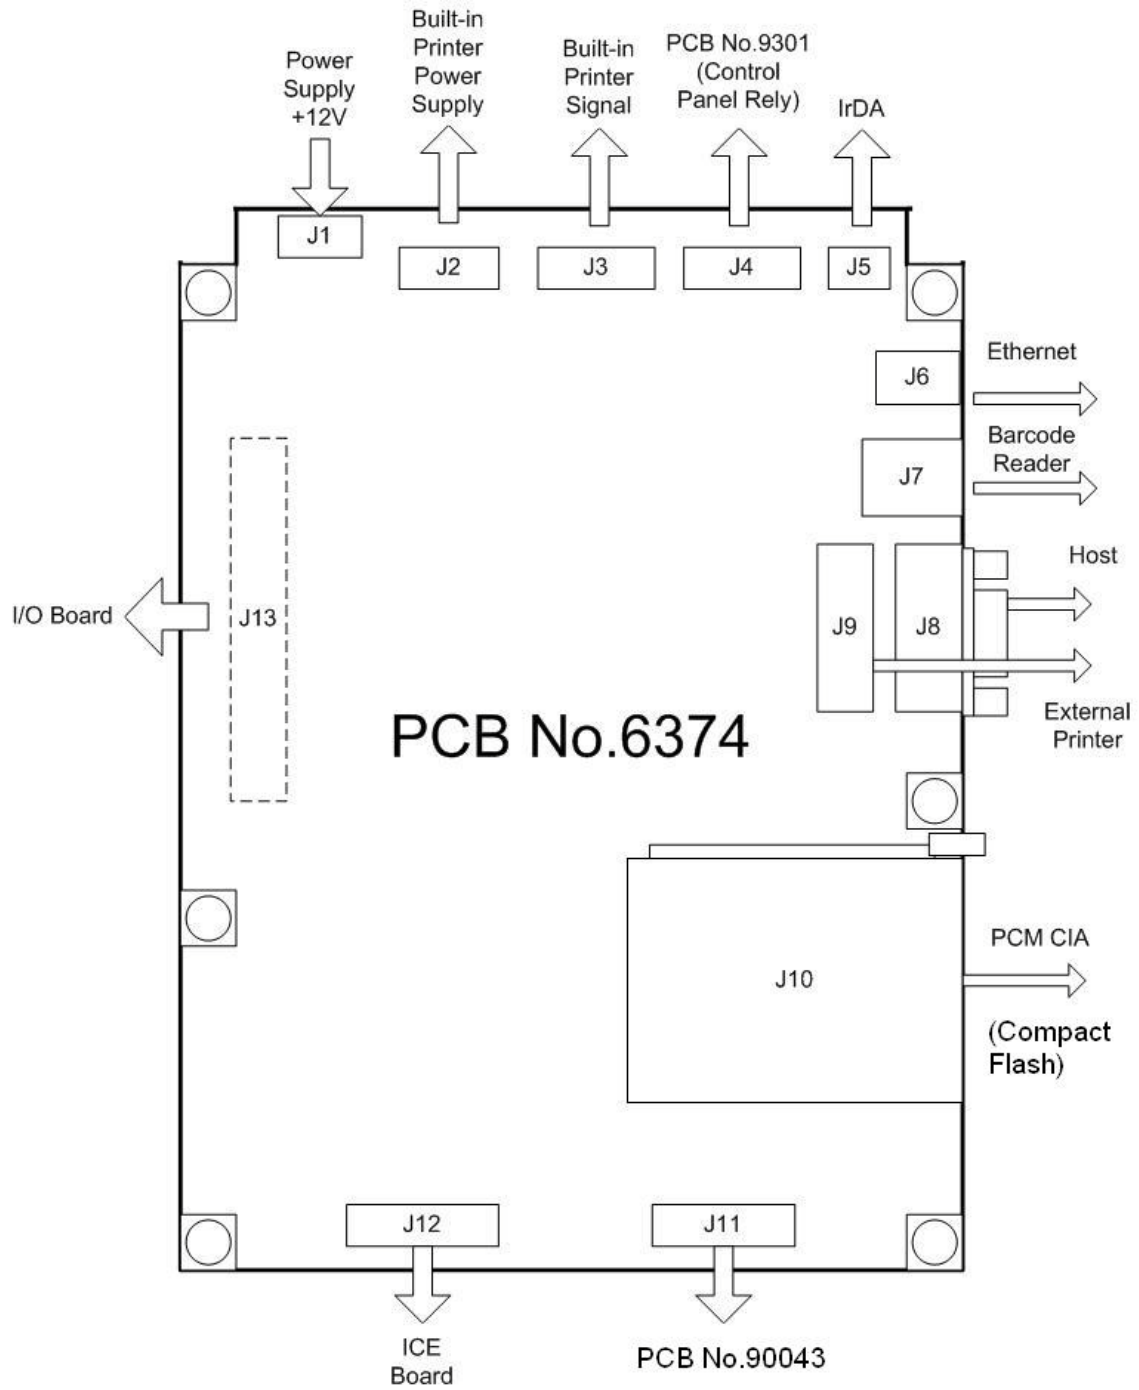 Built-in
Printer
Power
Supply
Power
Supply
+12V
Built-in
Printer
Signal
PCB No.9301
(Control
Panel Rely)
IrDA
J1
J2
J3
J4
J5
Ethernet
J6
Barcode
Reader
J7
Host
I/O Board
J13
J9
J8
External
Printer
PCB No.6374
PCM CIA
J10
(Compact
Flash)
J12
J11
ICE
Board
PCB No.90043